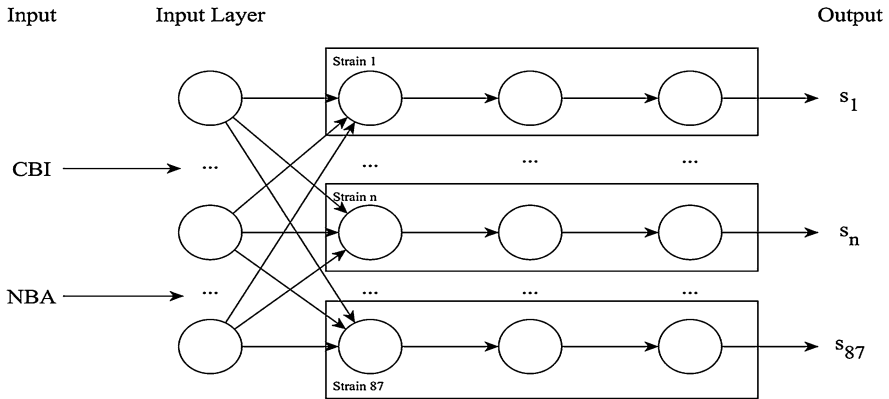 Input
Input Layer
Output
Strain 1
s1
...
...
...
...
CBI
Strain n
sn
...
...
...
...
NBA
s87
Strain 87